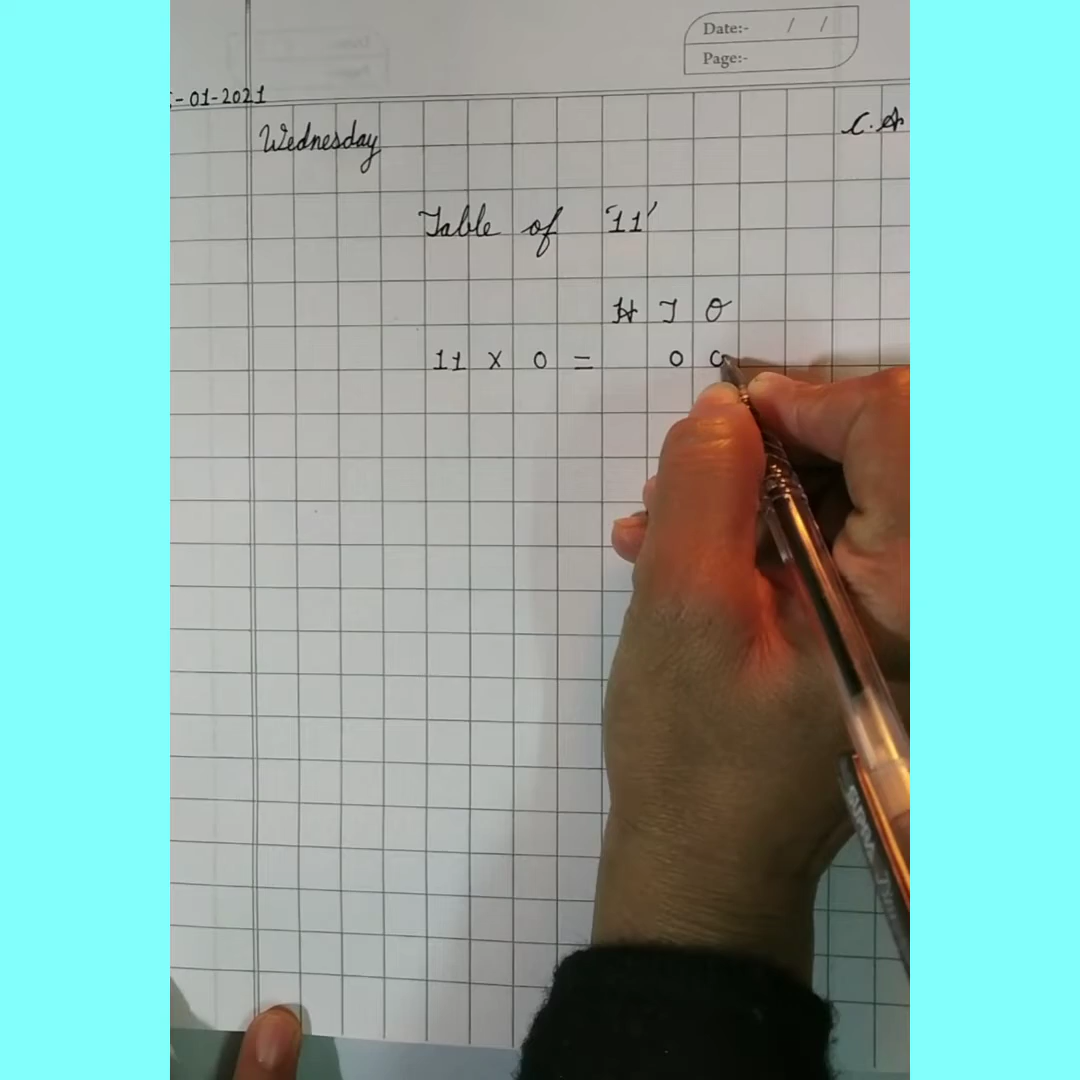 Date:- / /
Page:-
-01-2021
Wednesday
C.A
Table of '11'
H T O
11 X 0 = 0 0